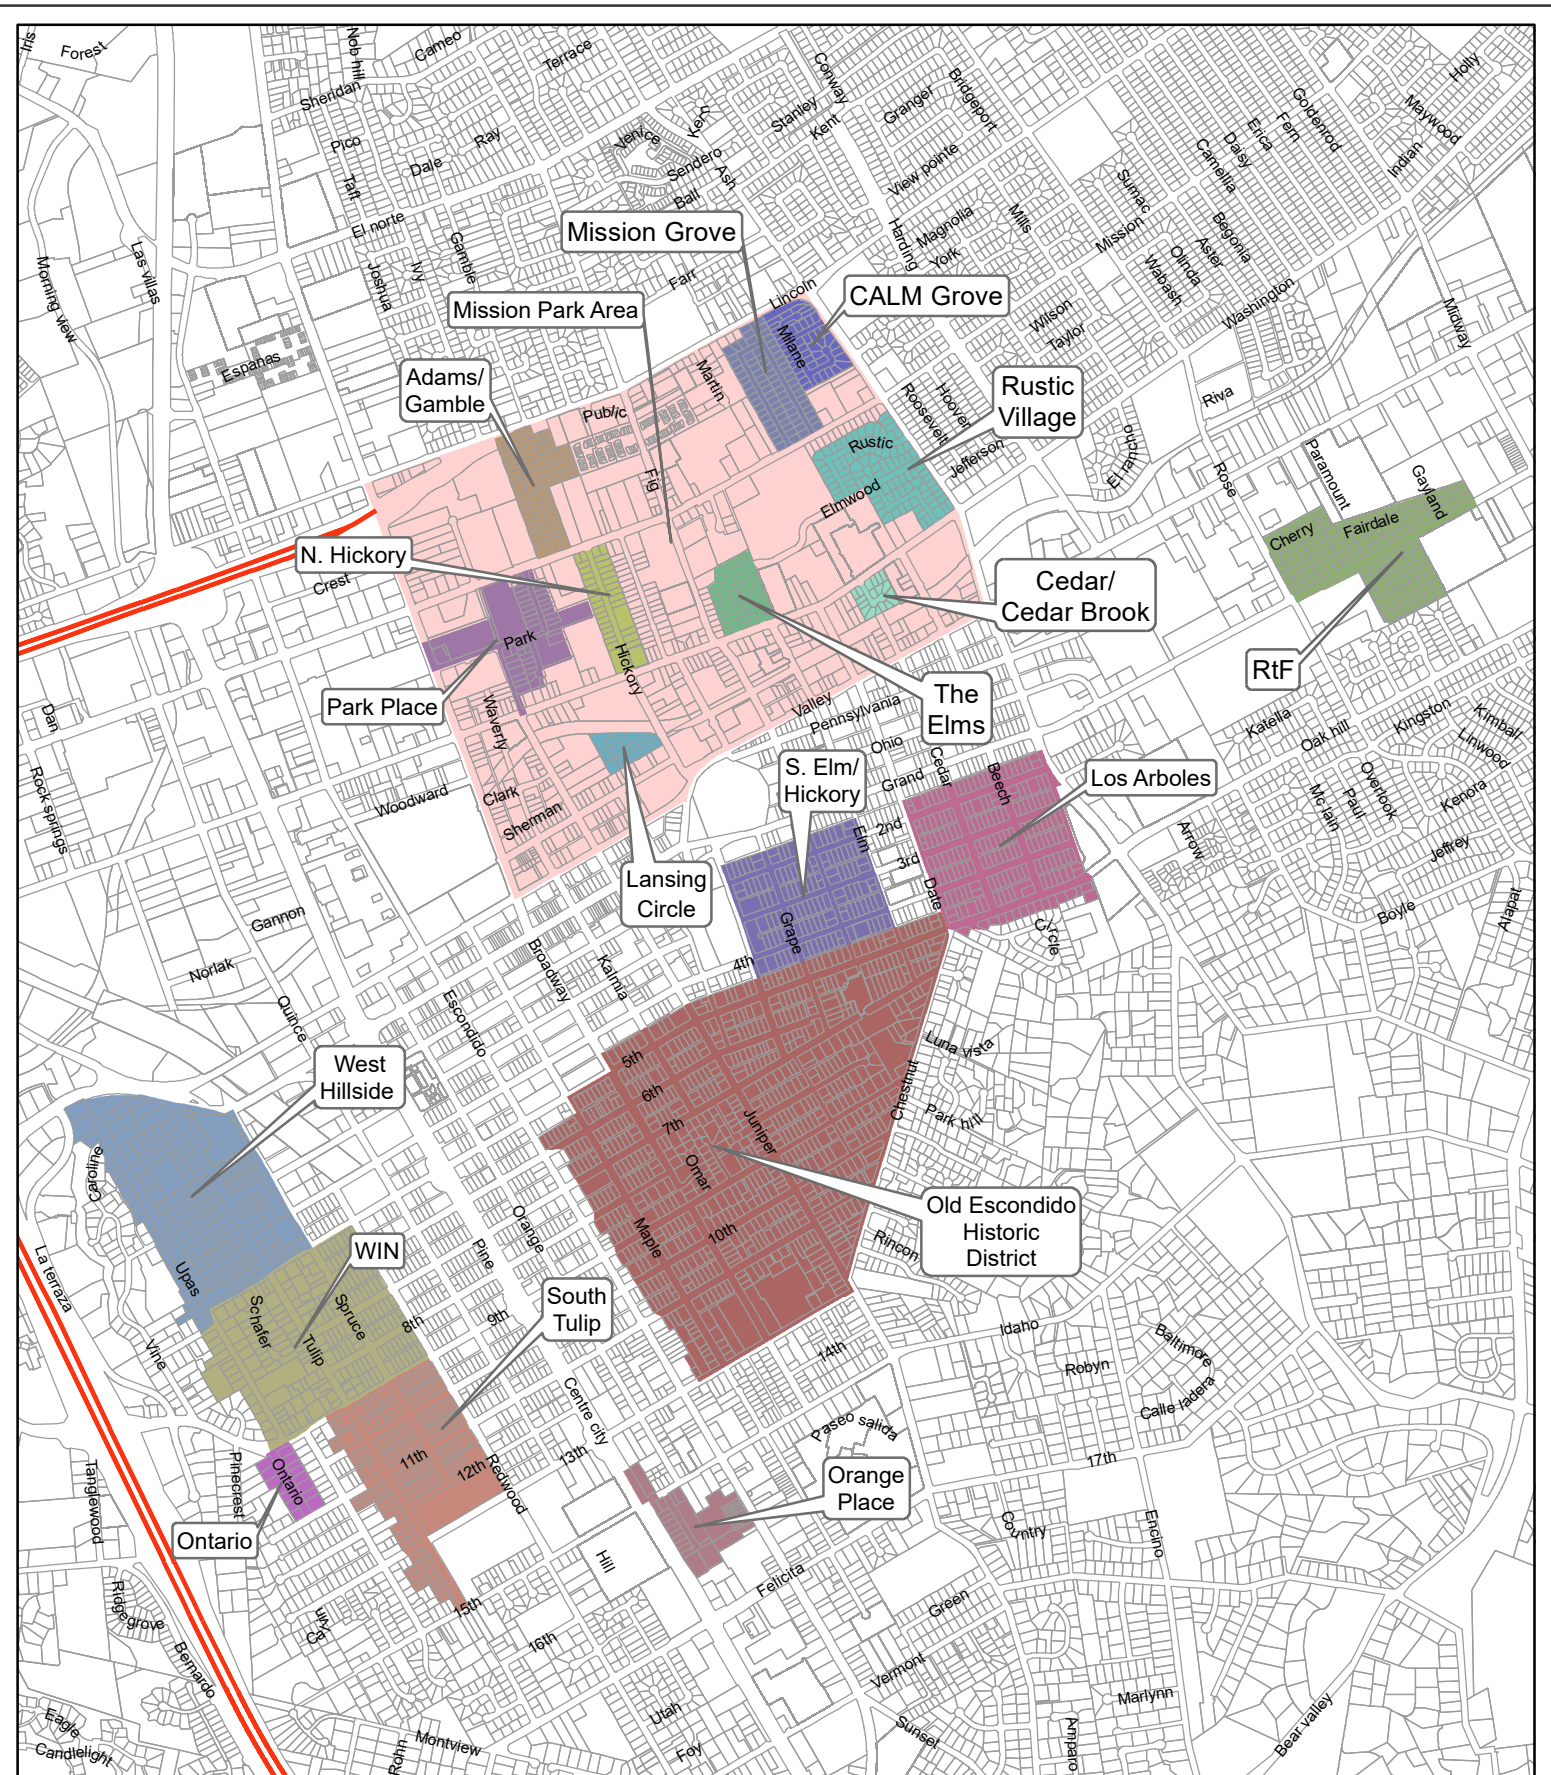 Iris
Forest
Nob hill
Cameo
Terrace
Sheridan
Conway
Bridgeport
Holly
Granger
Goldenrod
Maywood
Stanley
Kern
Kent
Venice
Pico
Ray
Dale
Sendero
Ash
Ball
View pointe
Fern
Erica
Daisy
Camellia
Indian
Taft
El norte
Sumac
Mills
Magnolia
Harding
York
Mission
Begonia
Aster
Olinda
Wabash
Morning view
Las villas
Joshua
Ivy
Gamble
Farr
Mission Grove
Lincoln
CALM Grove
Mission Park Area
Milane
Wilson
Taylor
Washington
Midway
Espanas
Adams/
Gamble
Martin
Public
Rustic
Village
Hoover
Roosevelt
Jefferson
Riva
El rancho
Rustic
Elmwood
Fig
Rose
Paramount
Gayland
Cherry
Fairdale
N. Hickory
Crest
Cedar/
Cedar Brook
Park
Hickory
RtF
Park Place
The
Elms
Waverly
Valley
Pennsylvania
Ohio
Dan
Katella
Oak hill
Kingston
Kimball
Linwood
S. Elm/
Hickory
Cedar
Grand
Beech
Los Arboles
Rock springs
Woodward
Clark
Sherman
Elm
2nd
3rd
Mc lain
Paul
Overlook
Kenora
Arrow
Jeffrey
Lansing
Circle
Date
Grape
Circle
Boyle
Alapat
Gannon
Norlak
Broadway
Kalmia
4th
Quince
Escondido
Luna vista
West
Hillside
5th
6th
7th
Juniper
Chestnut
Park hill
Omar
Caroline
Old Escondido
Historic
District
Orange
Maple
10th
Rincon
Pine
WIN
La terraza
Upas
Schafer
Spruce
Tulip
8th
9th
South
Tulip
Vine
14th
Idaho
Baltimore
Robyn
Calle ladera
Centre city
Paseo salida
13th
11th
12th
Redwood
17th
Orange
Place
Tanglewood
Pinecrest
Ontario
Ontario
Country
Encino
Hill
Felicita
Ridgegrove
15th
Green
16th
Bernardo
Vermont
Marlynn
Utah
Sunset
Amparo
Bear valley
Eagle
Candlelight
Montview
Rohn
Foy